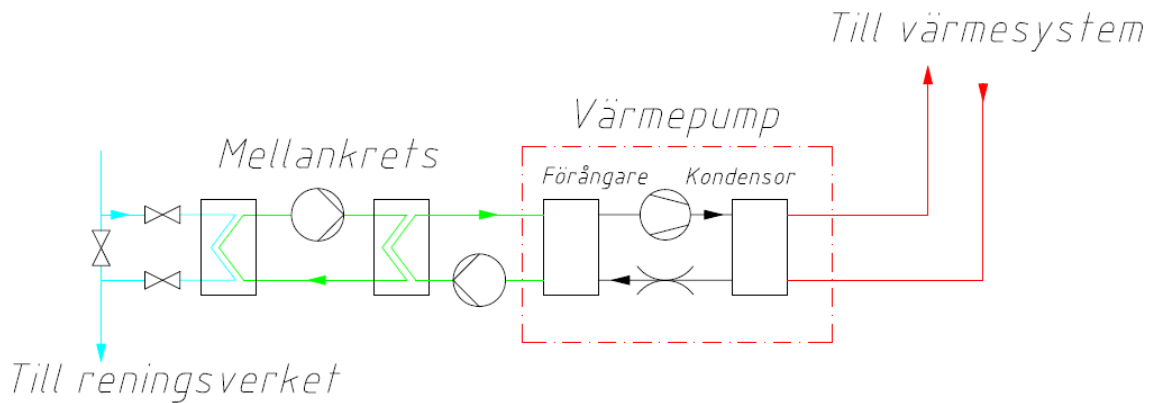 Till värmesystem
Värmepump
Mellankrets
Förångare
Kondensor
Till reningsverket